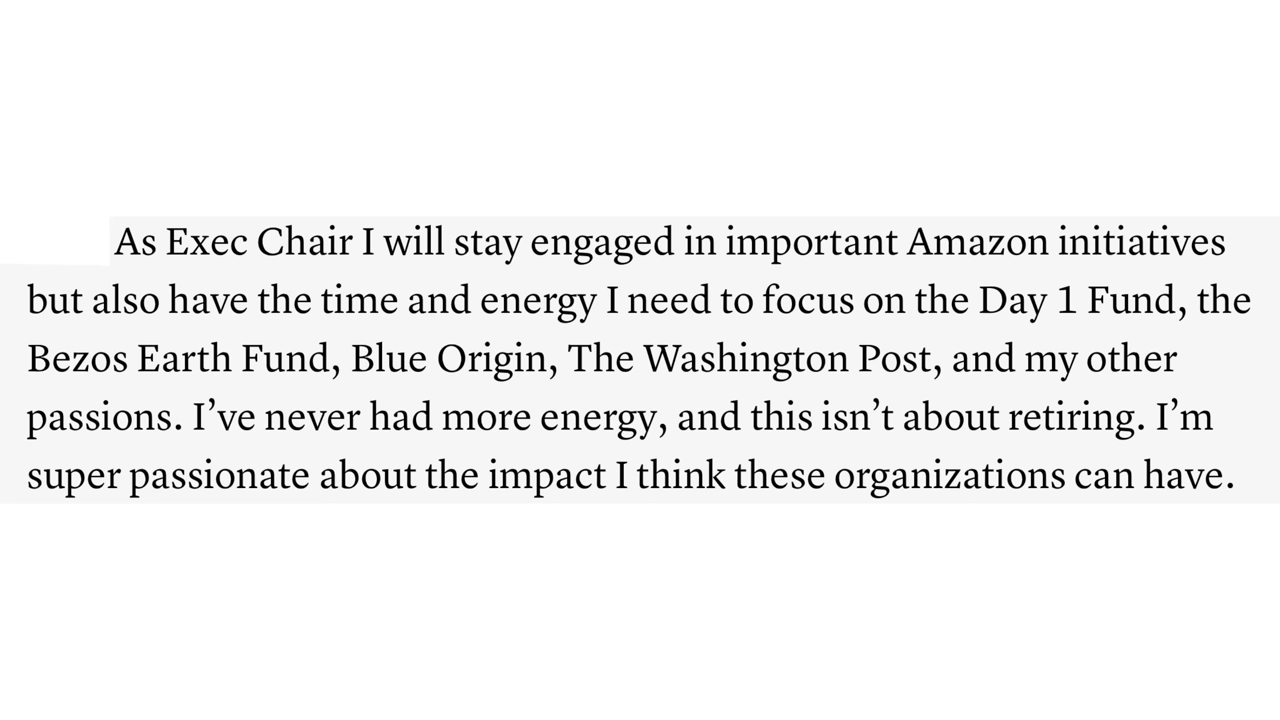 As Exec Chair I will stay engaged in important Amazon initiatives
but also have the time and energy I need to focus on the Day 1 Fund, the
Bezos Earth Fund, Blue Origin, The Washington Post, and my other
passions. I’ve never had more energy, and this isn’t about retiring. I’m
super passionate about the impact I think these organizations can have.